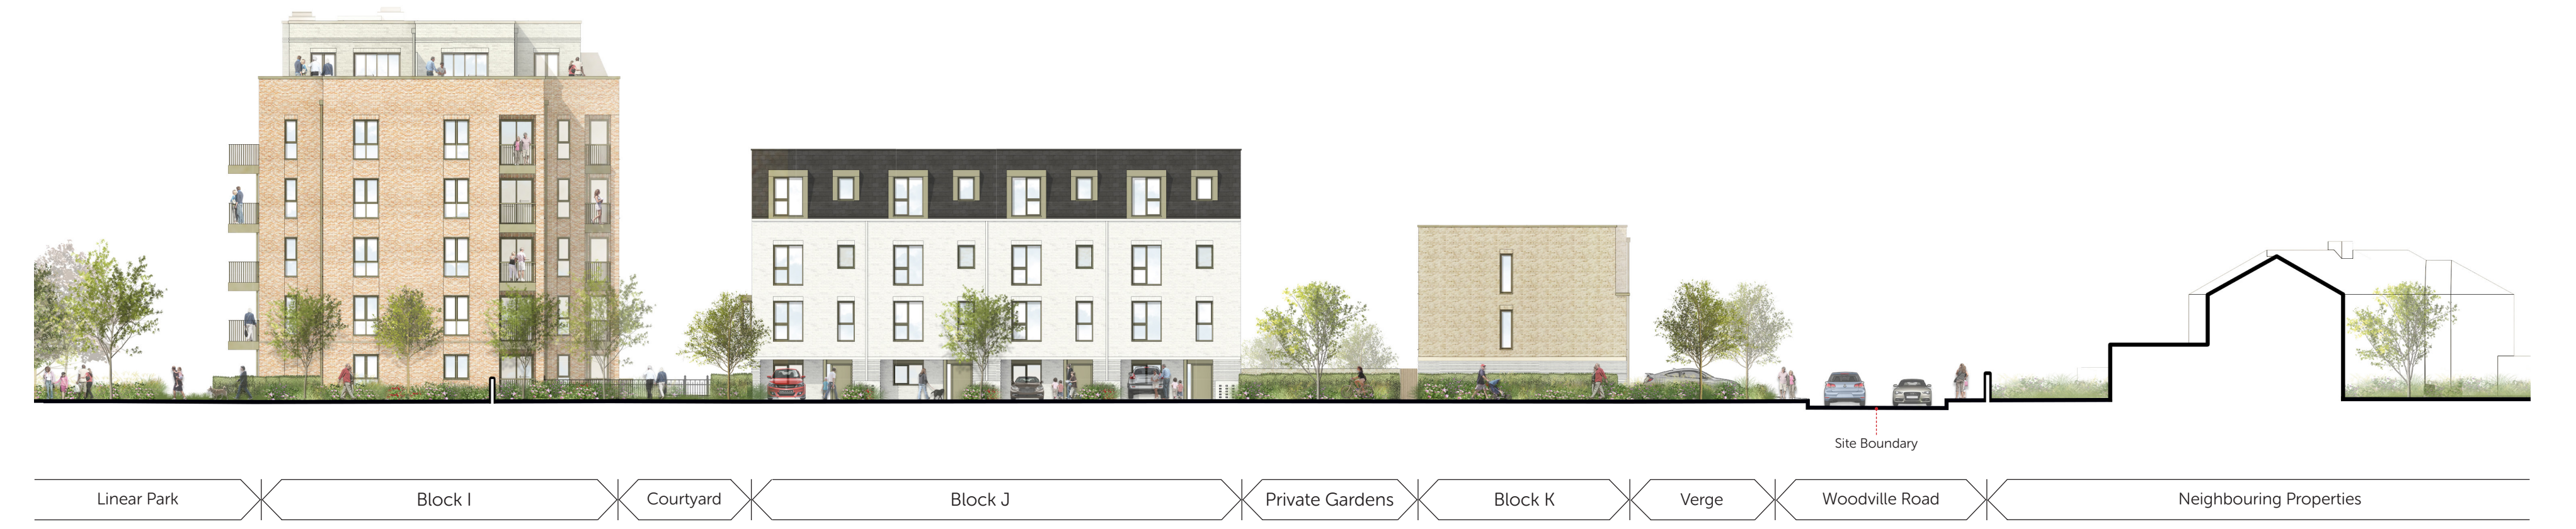 Site Boundary
Linear Park
Block I
Courtyard
Block J
Private Gardens
Block K
Verge
Woodville Road
Neighbouring Properties